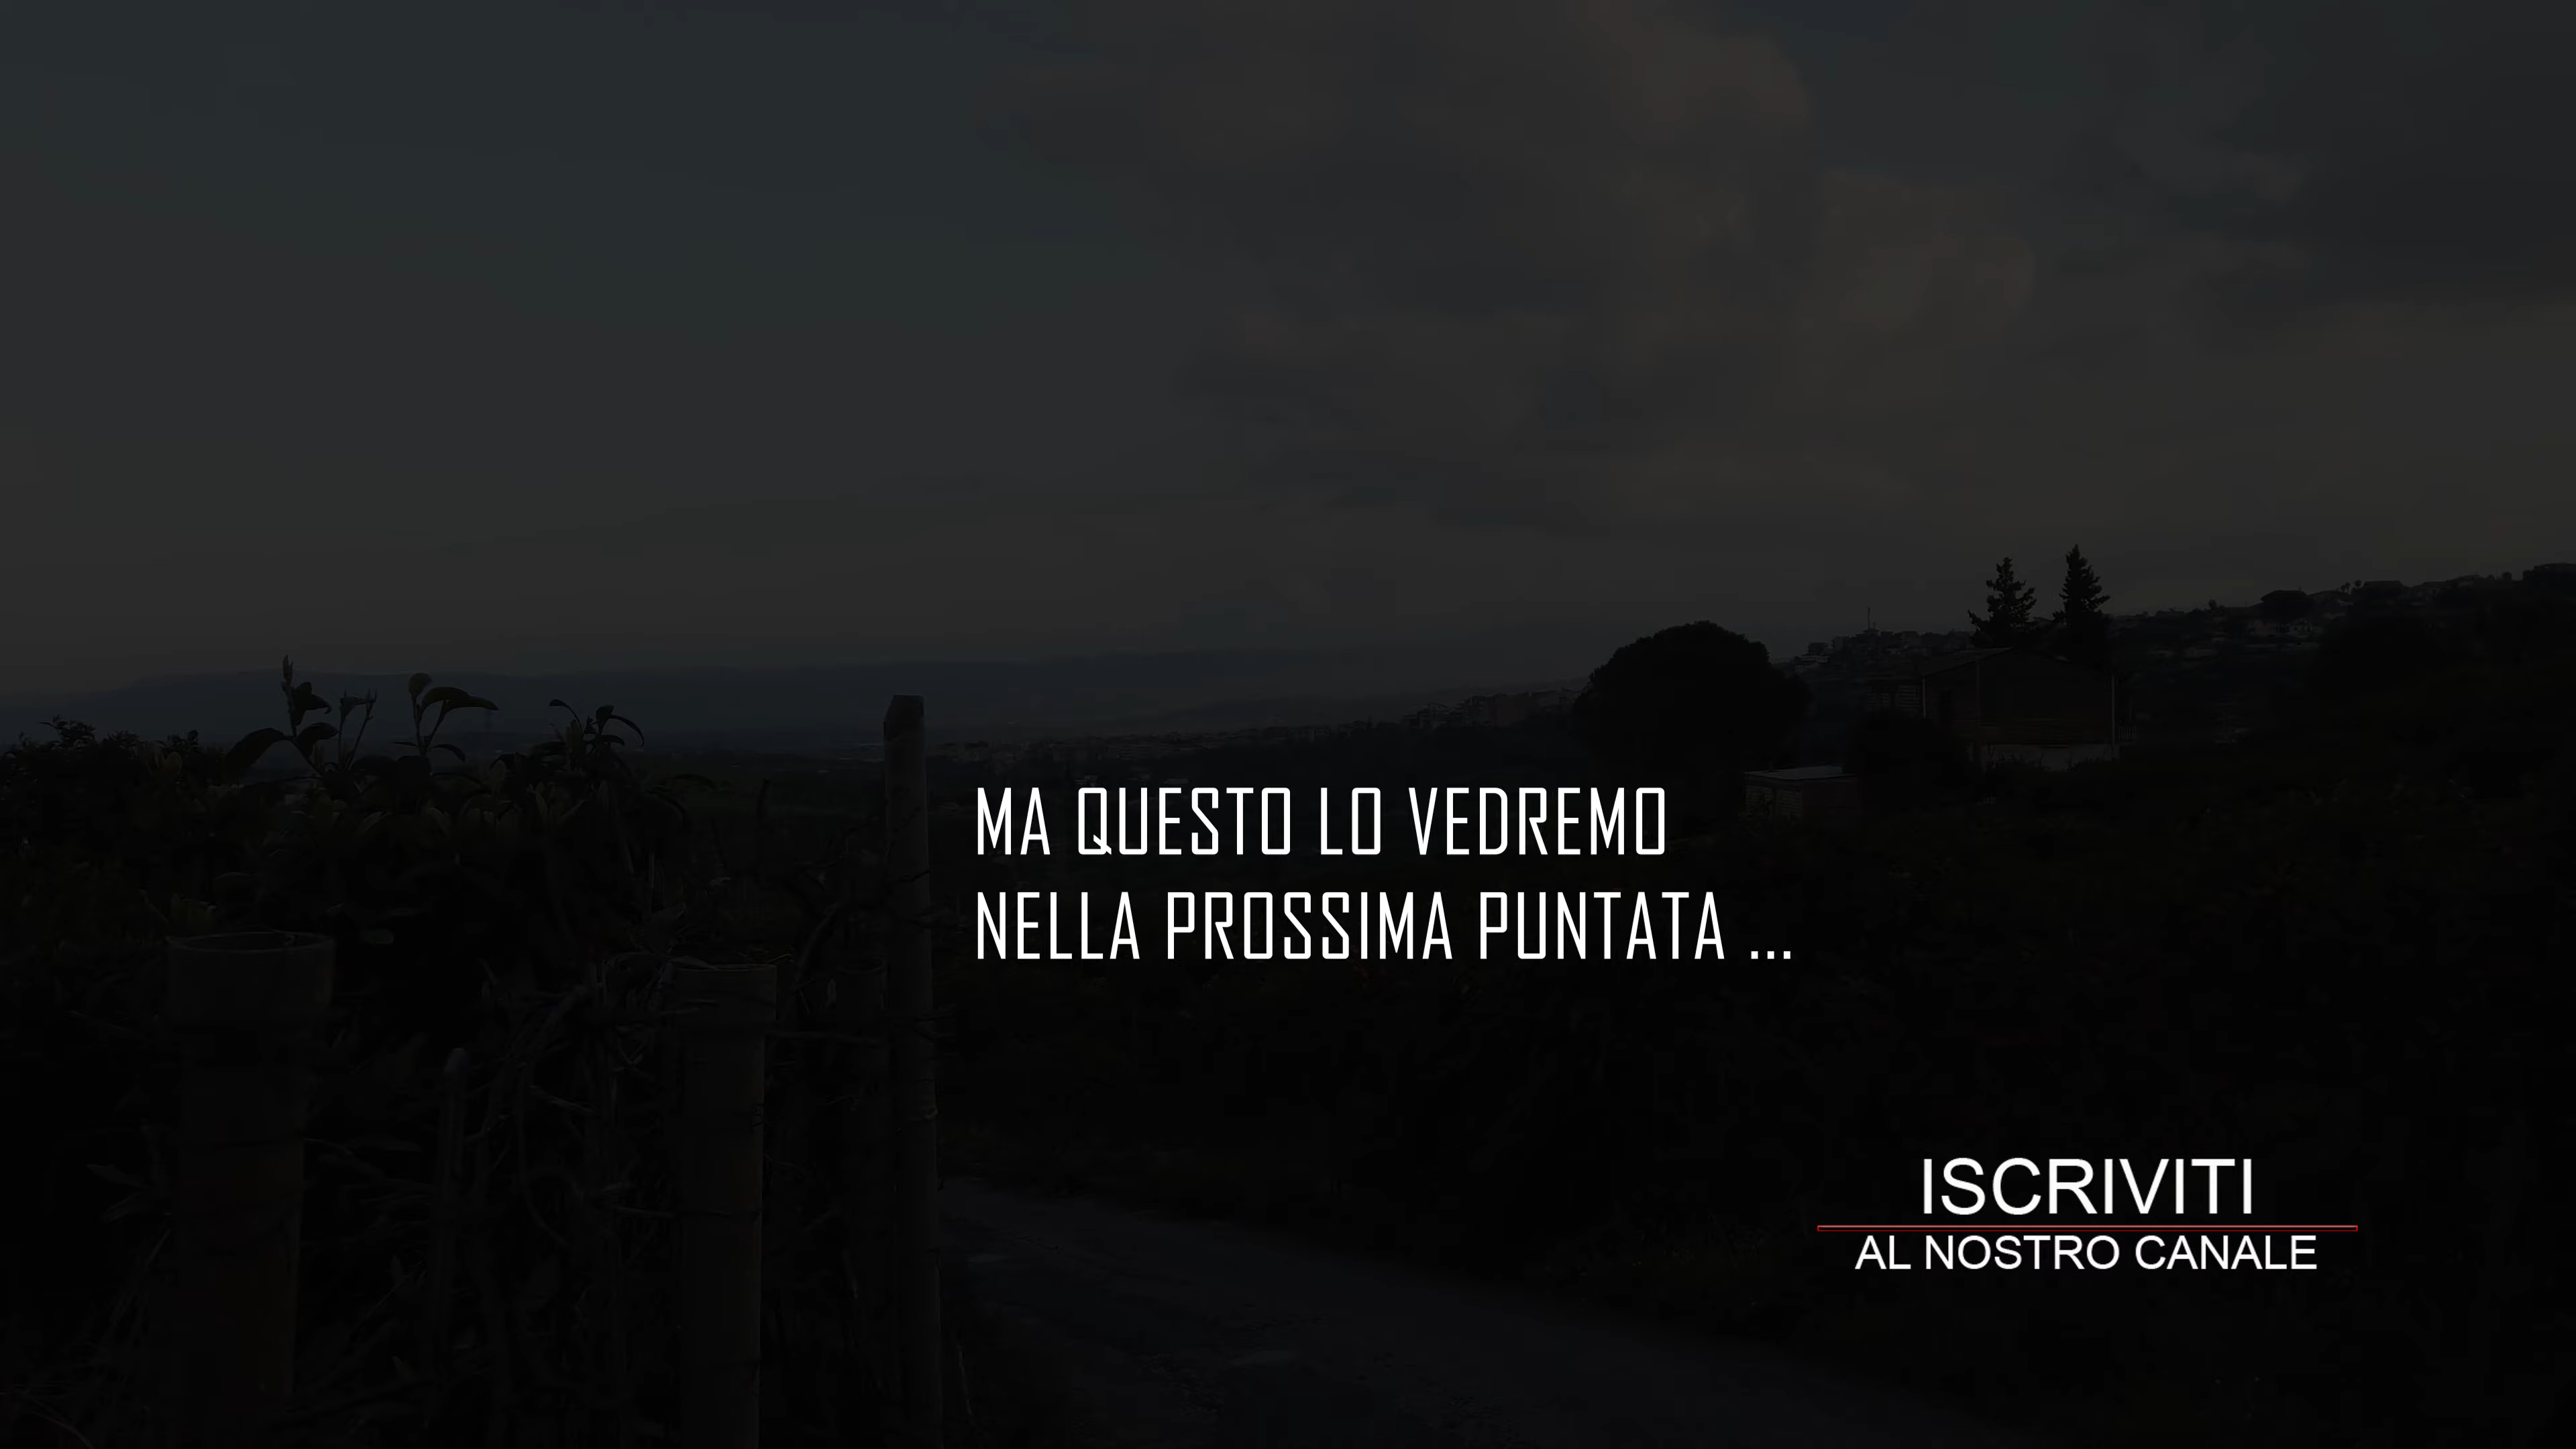 MA QUESTO LO VEDREMO
NELLA PROSSIMA PUNTATA ...
ISCRIVITI
AL NOSTRO CANALE